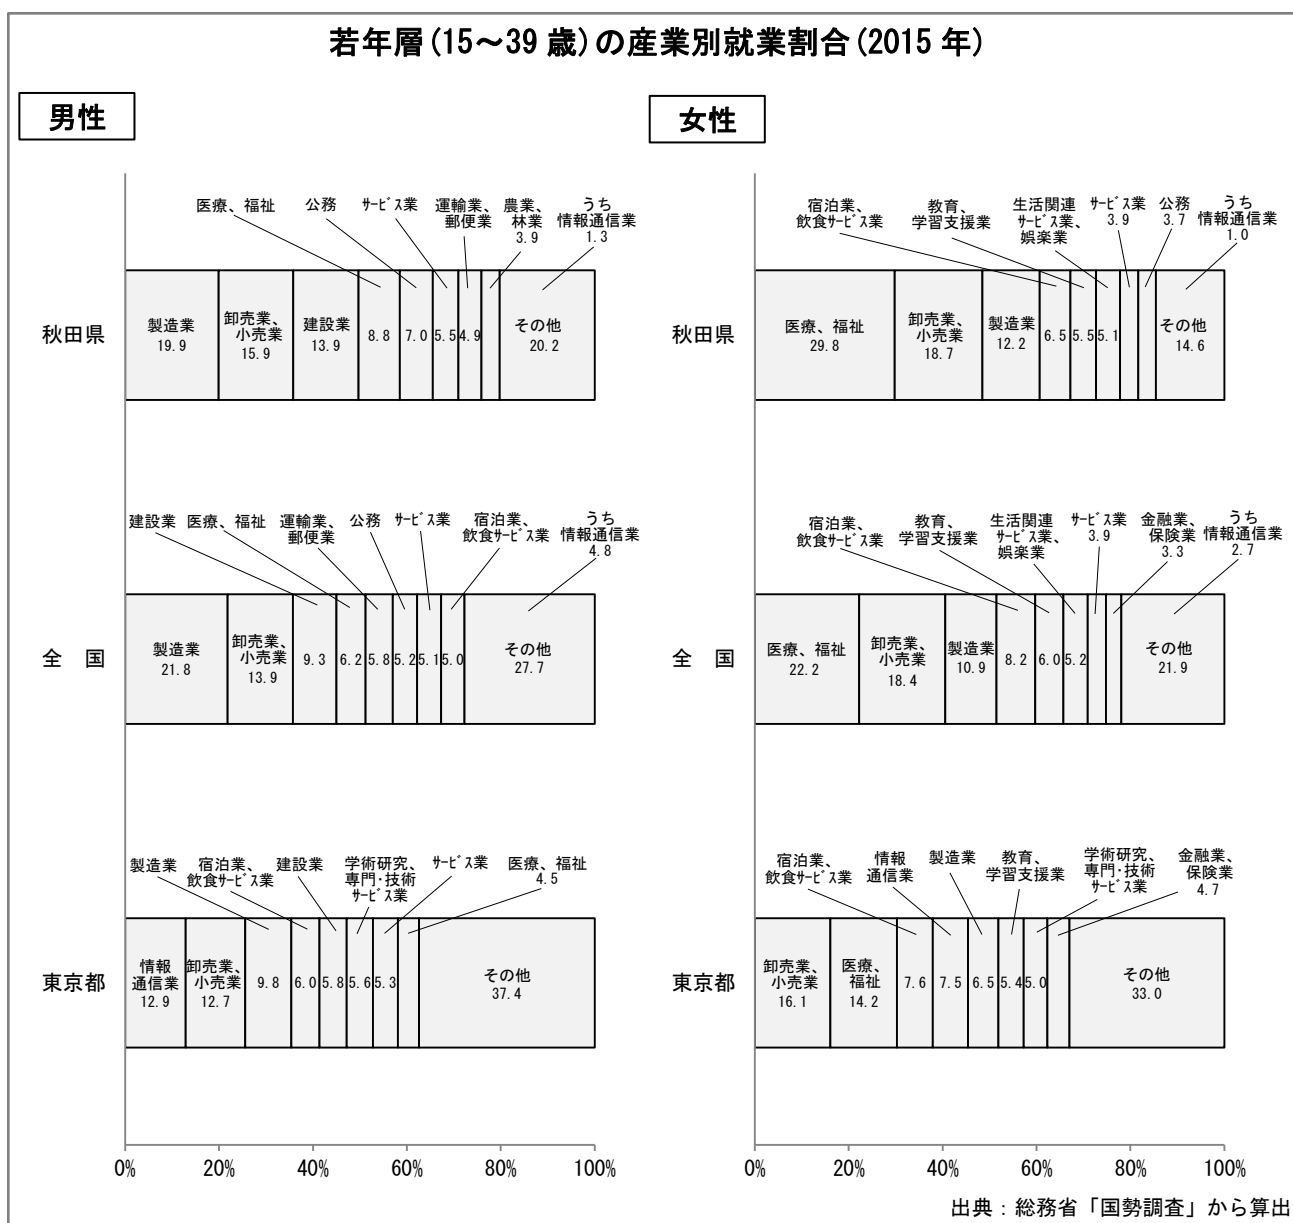 若年層(15～39 歳)の産業別就業割合(2015 年)
男性
医療、福祉
公務
ｻｰﾋﾞｽ業
運輸業、
郵便業
農業、
林業
3.9
うち
情報通信業
1.3
秋田県
製造業
19.9
卸売業、
小売業
15.9
建設業
13.9
8.8
7.0
5.5
4.9
その他
20.2
建設業
医療、福祉
運輸業、
郵便業
公務
ｻｰﾋﾞｽ業
宿泊業、
飲食ｻｰﾋﾞｽ業
うち
情報通信業
4.8
全　国
製造業
21.8
卸売業、
小売業
13.9
9.3
6.2
5.8
5.2
5.1
5.0
その他
27.7
製造業
宿泊業、
飲食ｻｰﾋﾞｽ業
建設業
学術研究、
専門･技術
ｻｰﾋﾞｽ業
ｻｰﾋﾞｽ業
医療、福祉
4.5
東京都
情報
通信業
12.9
卸売業、
小売業
12.7
9.8
6.0
5.8
5.6
5.3
その他
37.4
0%
20%
40%
60%
80%
100%
女性
宿泊業、
飲食ｻｰﾋﾞｽ業
教育、
学習支援業
生活関連
ｻｰﾋﾞｽ業、
娯楽業
ｻｰﾋﾞｽ業
3.9
公務
3.7
うち
情報通信業
1.0
秋田県
医療、福祉
29.8
卸売業、
小売業
18.7
製造業
12.2
6.5
5.5
5.1
その他
14.6
宿泊業、
飲食ｻｰﾋﾞｽ業
教育、
学習支援業
生活関連
ｻｰﾋﾞｽ業、
娯楽業
ｻｰﾋﾞｽ業
3.9
金融業、
保険業
3.3
うち
情報通信業
2.7
全　国
医療、福祉
22.2
卸売業、
小売業
18.4
製造業
10.9
8.2
6.0
5.2
その他
21.9
宿泊業、
飲食ｻｰﾋﾞｽ業
情報
通信業
製造業
教育、
学習支援業
学術研究、
専門･技術
ｻｰﾋﾞｽ業
金融業、
保険業
4.7
東京都
卸売業、
小売業
16.1
医療、
福祉
14.2
7.6
7.5
6.5
5.4
5.0
その他
33.0
0%
20%
40%
60%
80%
100%
出典：総務省「国勢調査」から算出